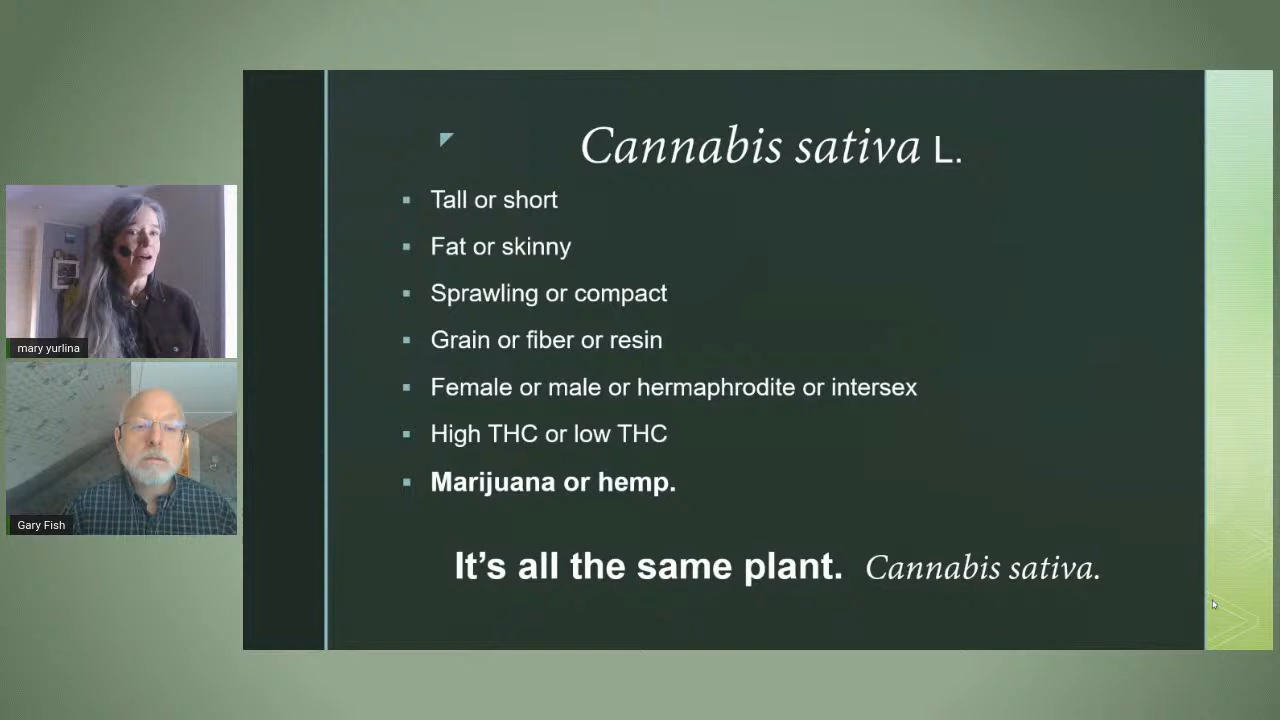 Cannabis sativa L.
Tall or short
Fat or skinny
Sprawling or compact
Grain or fiber or resin
Female or male or hermaphrodite or intersex
High THC or low THC
Marijuana or hemp.
It’s all the same plant. Cannabis sativa.
mary yurlina
Gary Fish